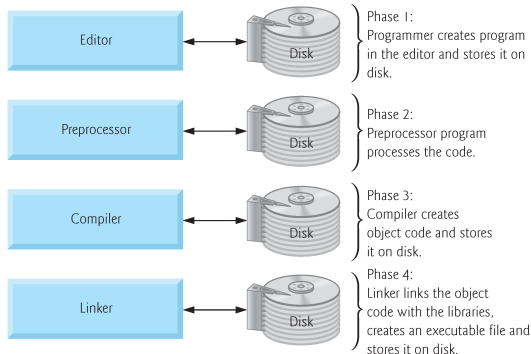 Editor
Disk
Phase 1:
Programmer creates program
in the editor and stores it on
disk.
Preprocessor
Disk
Phase 2:
Preprocessor program
processes the code.
Compiler
Disk
Phase 3:
Compiler creates
object code and stores
it on disk.
Linker
Disk
Phase 4:
Linker links the object
code with the libraries,
creates an executable file and
stores it on disk.